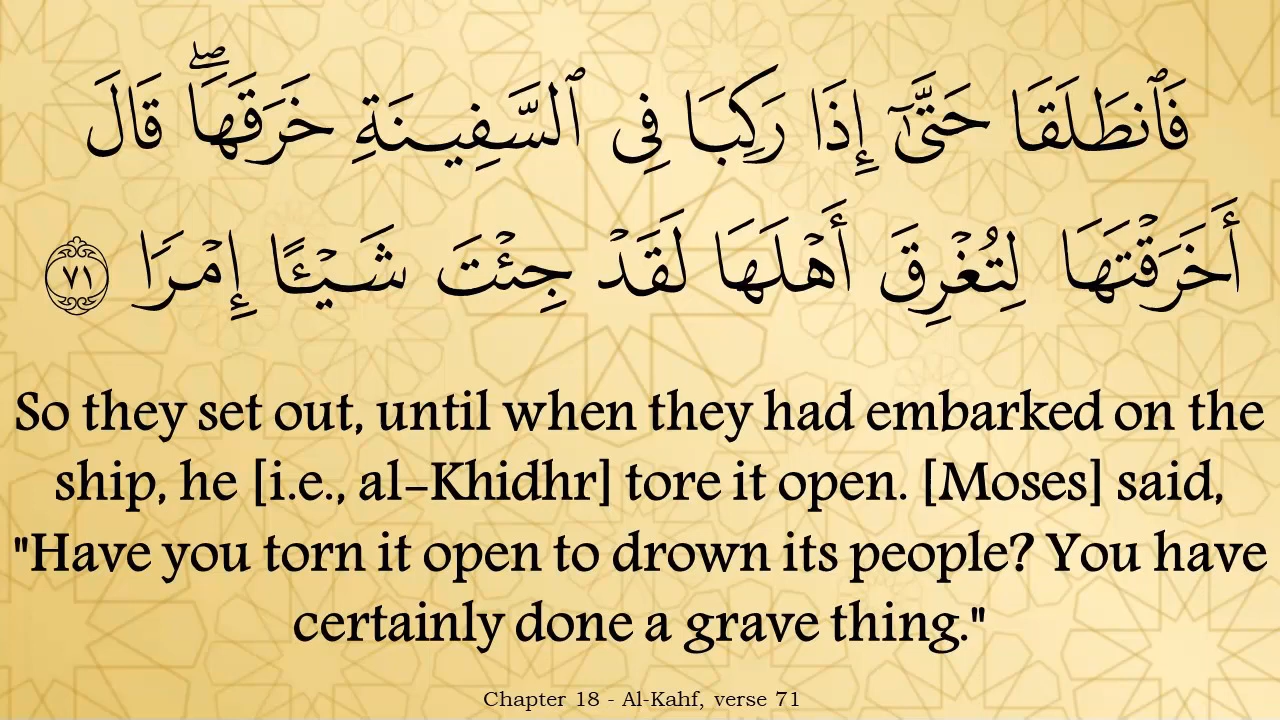 فَٱنطَلَقَا حَتَّىٰٓ إِذَا رَكِبَا فِى ٱلسَّفِينَةِ خَرَقَهَا ۖ قَالَ
أَخَرَقْتَهَا لِتُغْرِقَ أَهْلَهَا لَقَدْ جِئْتَ شَيْـًٔا إِمْرًا ٧١
So they set out, until when they had embarked on the
ship, he [i.e., al-Khidhr] tore it open. [Moses] said,
"Have you torn it open to drown its people? You have
certainly done a grave thing."
Chapter 18 - Al-Kahf, verse 71